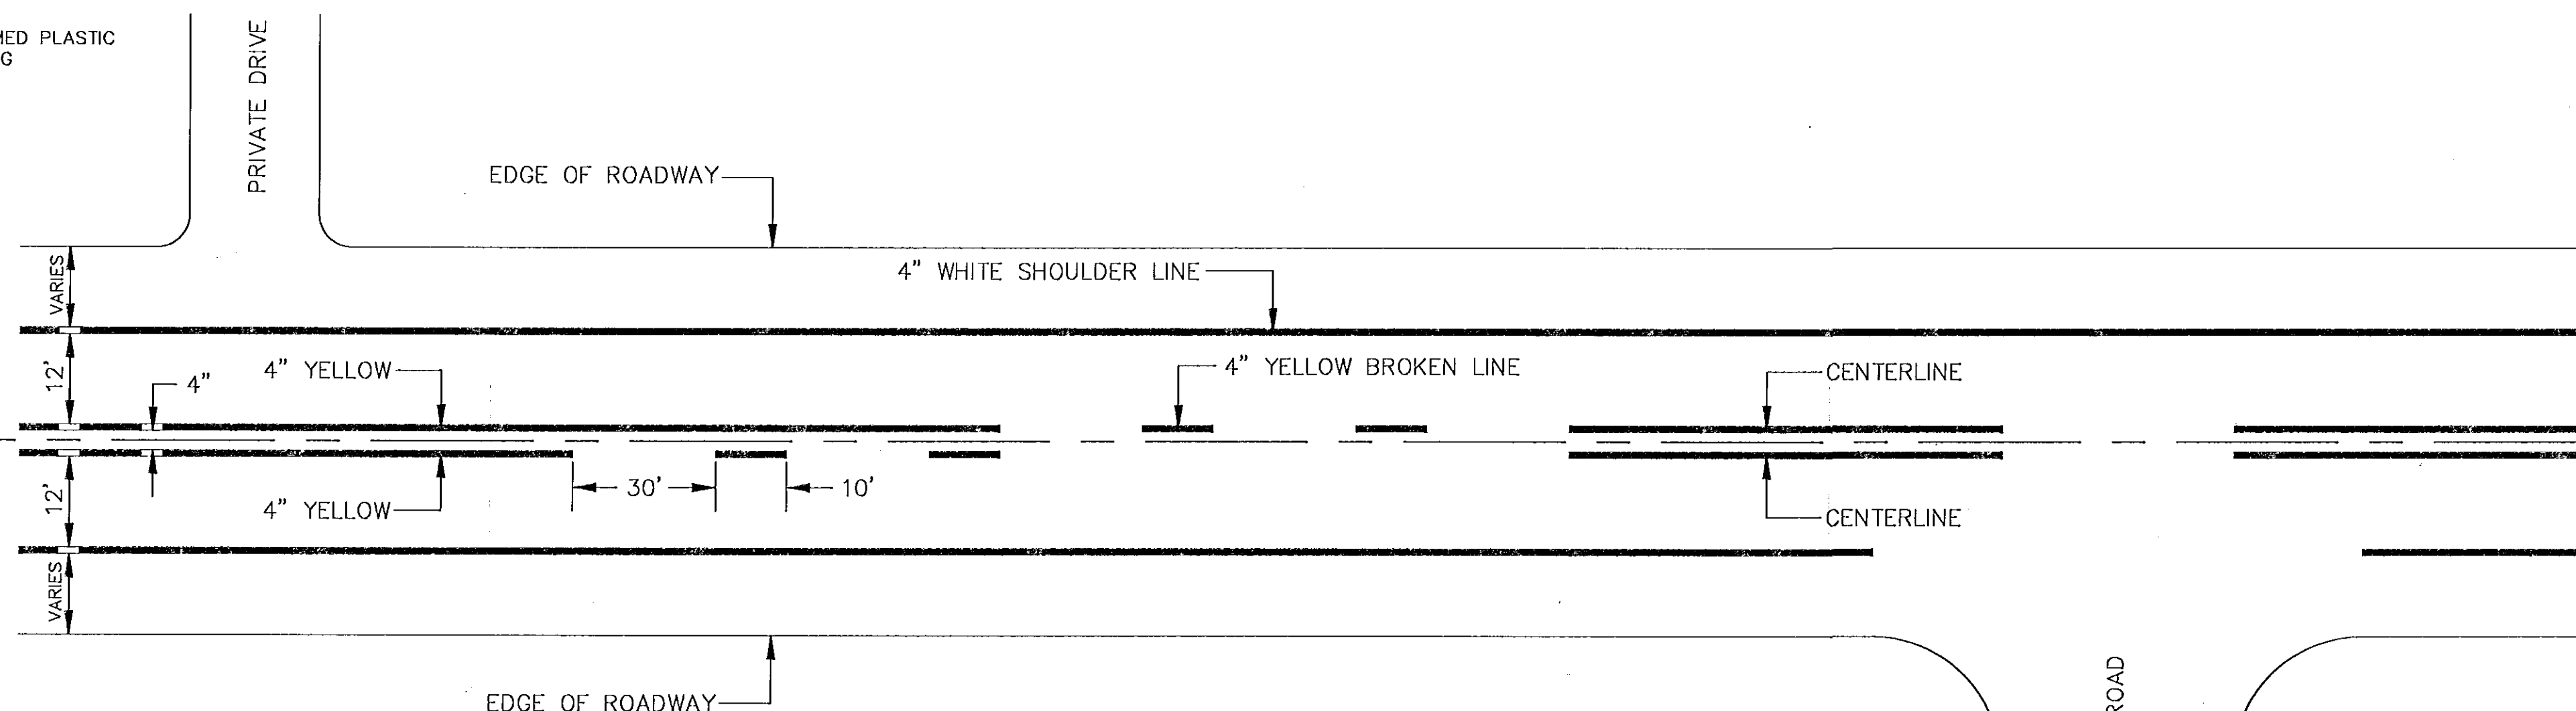 PLASTIC
PRIVATE DRIVE
EDGE OF ROADWAY
VARIES
4" WHITE SHOULDER LINE
12'
4"
4" YELLOW
4" YELLOW BROKEN LINE
CENTERLINE
12'
30'
10'
4" YELLOW
CENTERLINE
VARIES
EDGE OF ROADWAY
ROAD